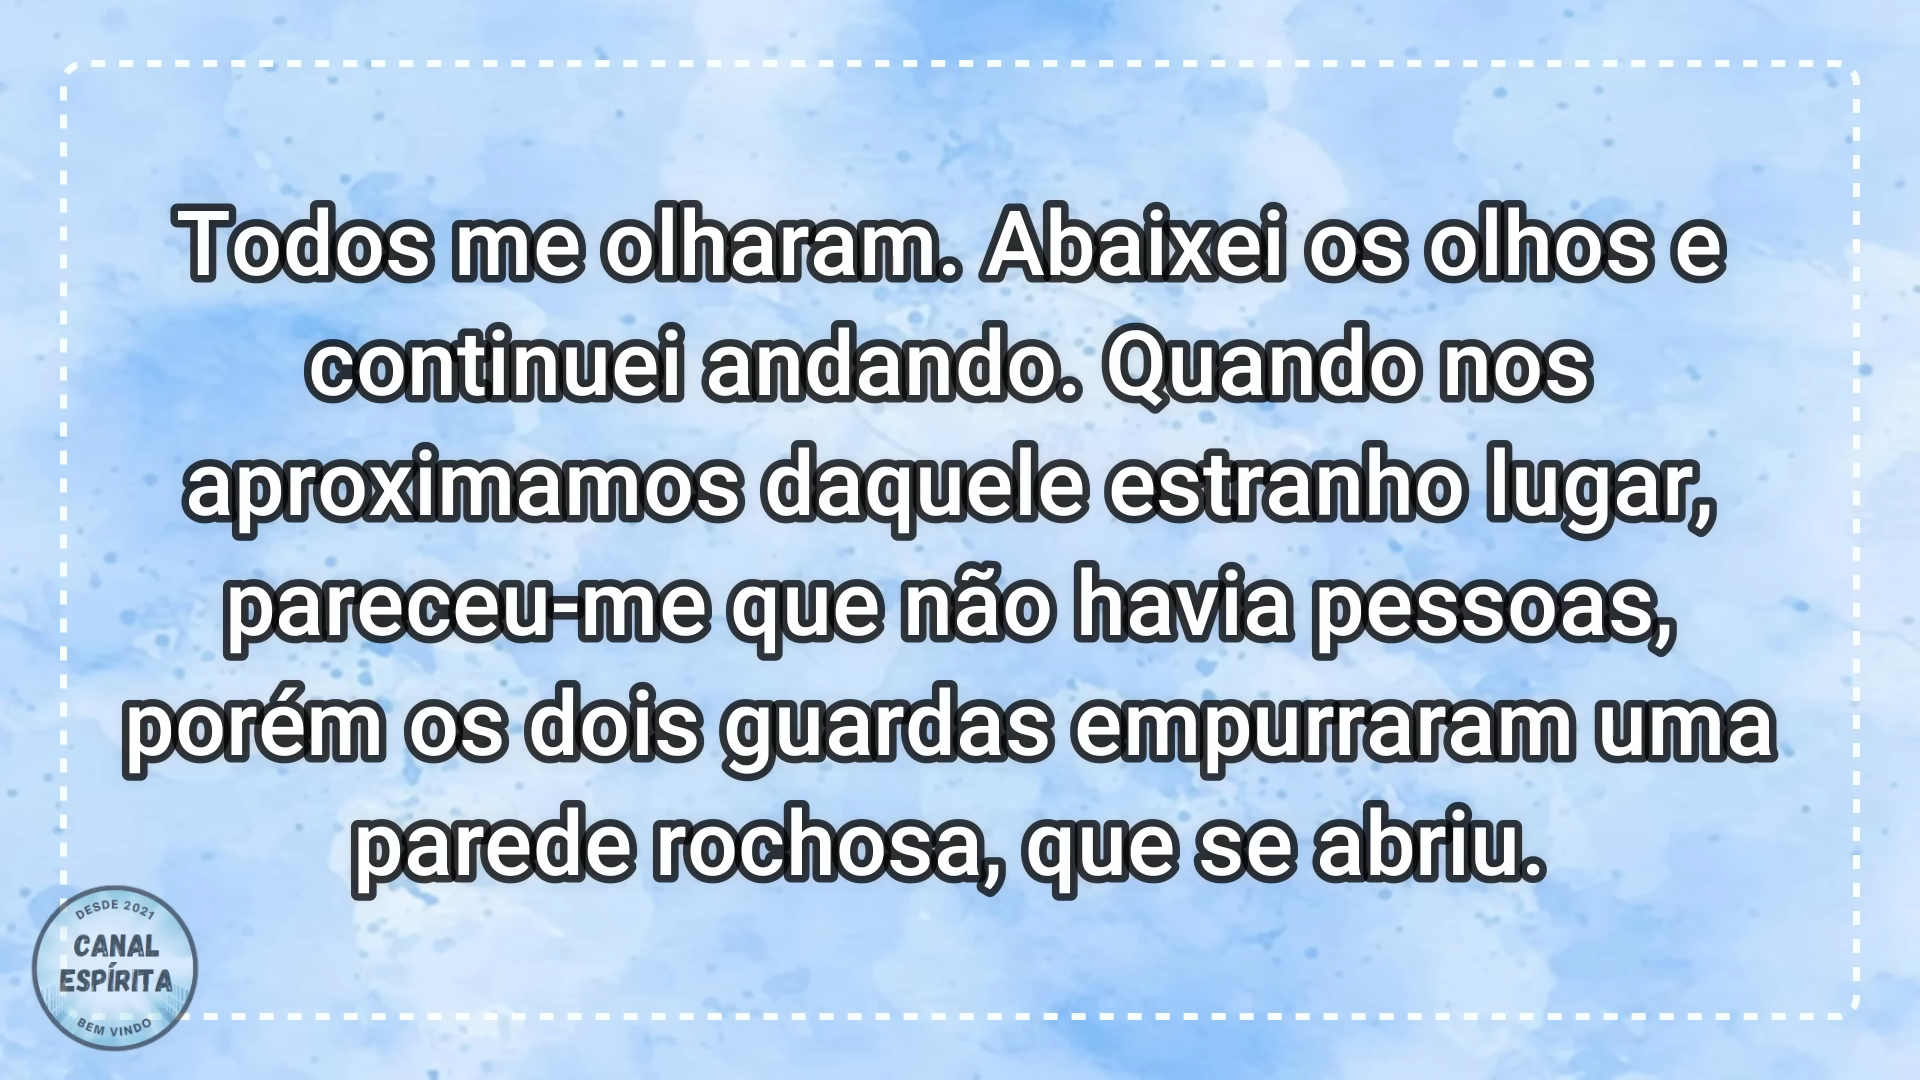 Todos me olharam. Abaixei os olhos e
continuei andando. Quando nos
aproximamos daquele estranho lugar,
pareceu-me que não havia pessoas,
porém os dois guardas empurraram uma
parede rochosa, que se abriu.
DESDE 2021
CANAL
ESPÍRITA
BEM VINDO